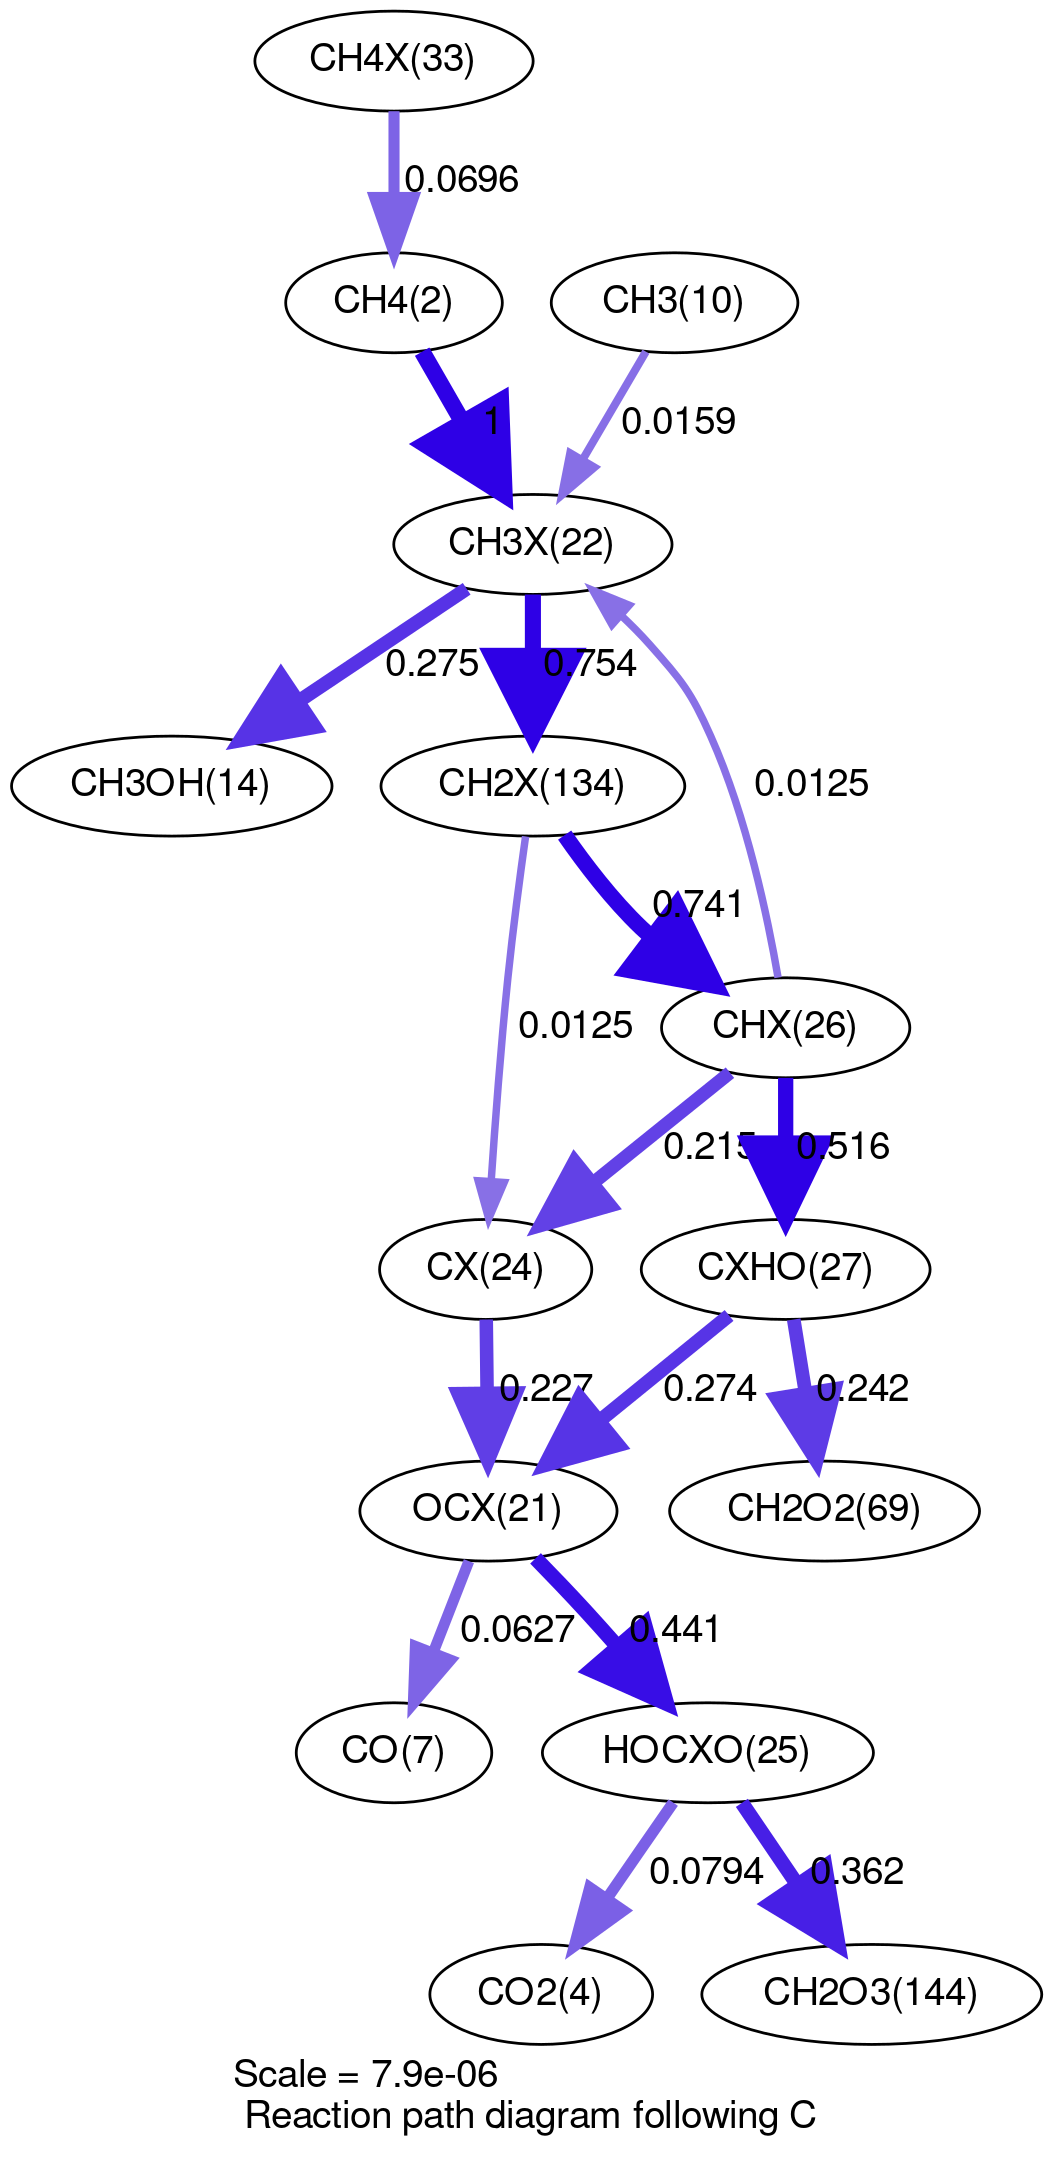 CH4X(33)
0.0696
CH4(2)
CH3(10)
1
0.0159
CH3X(22)
0.275
0.754
CH3OH(14)
CH2X(134)
0.0125
0.741
CHX(26)
0.0125
0.215
0.516
CX(24)
CXHO(27)
0.227
0.274
0.242
OCX(21)
CH2O2(69)
0.0627
0.441
CO(7)
HOCXO(25)
0.0794
0.362
CO2(4)
CH2O3(144)
Scale = 7.9e-06
Reaction path diagram following C